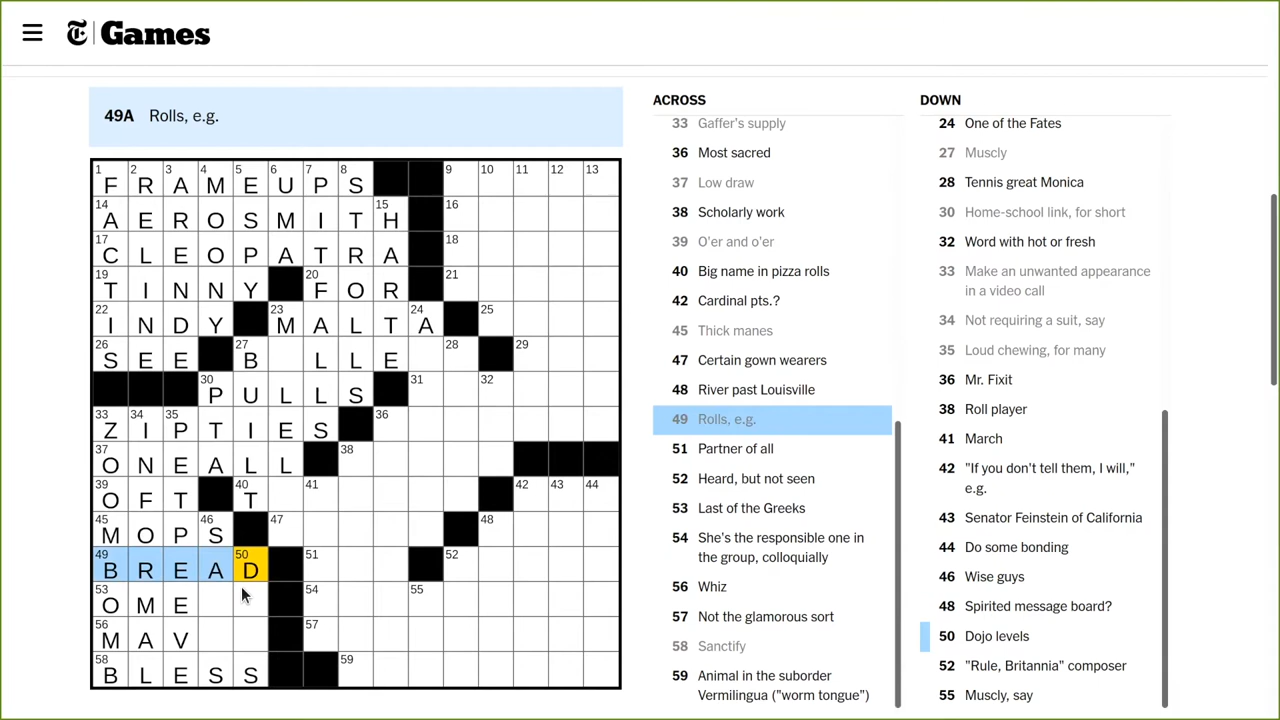 Games
49A Rolls, e.g.
1 2 3 4 5 6 7 8 9 10 11 12 13
F R A M E U P S
14 15 16
A E R O S M I T H
17 18
C L E O P A T R A
19 20 21
T I N N Y F O R
22 23 24 25
I N D Y M A L T A
26 27 28 29
S E E B L L E
30 31 32
P U L L S
33 34 35 36
Z I P T I E S
37 38
O N E A L L
39 40 41 42 43 44
O F T T
45 46 47 48
M O P S
49 50 51 52
B R E A D
53 54 55
O M E
56 57
M A V
58 59
B L E S S
ACROSS
33 Gaffer's supply
36 Most sacred
37 Low draw
38 Scholarly work
39 O'er and o'er
40 Big name in pizza rolls
42 Cardinal pts.?
45 Thick manes
47 Certain gown wearers
48 River past Louisville
49 Rolls, e.g.
51 Partner of all
52 Heard, but not seen
53 Last of the Greeks
54 She's the responsible one in
the group, colloquially
56 Whiz
57 Not the glamorous sort
58 Sanctify
59 Animal in the suborder
Vermilingua ("worm tongue")
DOWN
24 One of the Fates
27 Muscly
28 Tennis great Monica
30 Home-school link, for short
32 Word with hot or fresh
33 Make an unwanted appearance
in a video call
34 Not requiring a suit, say
35 Loud chewing, for many
36 Mr. Fixit
38 Roll player
41 March
42 "If you don't tell them, I will,"
e.g.
43 Senator Feinstein of California
44 Do some bonding
46 Wise guys
48 Spirited message board?
50 Dojo levels
52 "Rule, Britannia" composer
55 Muscly, say